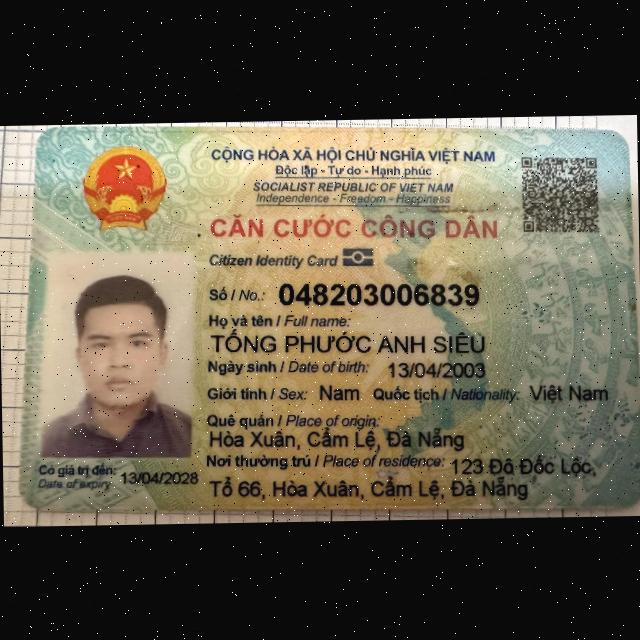 CỘNG HÒA XÃ HỘI CHỦ NGHĨA VIỆT NAM
Độc lập - Tự do - Hạnh phúc
SOCIALIST REPUBLIC OF VIET NAM
Independence - Freedom - Happiness
CĂN CƯỚC CÔNG DÂN
Citizen Identity Card
Số / No.: 048203006839
Họ và tên / Full name:
TỐNG PHƯỚC ANH SIÊU
Ngày sinh / Date of birth: 13/04/2003
Giới tính / Sex: Nam Quốc tịch / Nationality: Việt Nam
Quê quán / Place of origin:
Hòa Xuân, Cẩm Lệ, Đà Nẵng
Nơi thường trú / Place of residence: 123 Đô Đốc Lộc,
Tổ 66, Hòa Xuân, Cẩm Lệ, Đà Nẵng
Có giá trị đến: 13/04/2028
Date of expiry